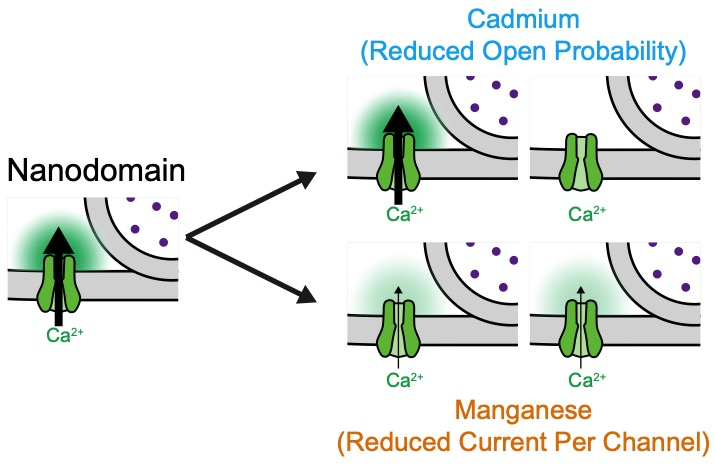 Cadmium
(Reduced Open Probability)
Nanodomain
Ca²⁺
Ca²⁺
Ca²⁺
Ca²⁺
Ca²⁺
Manganese
(Reduced Current Per Channel)